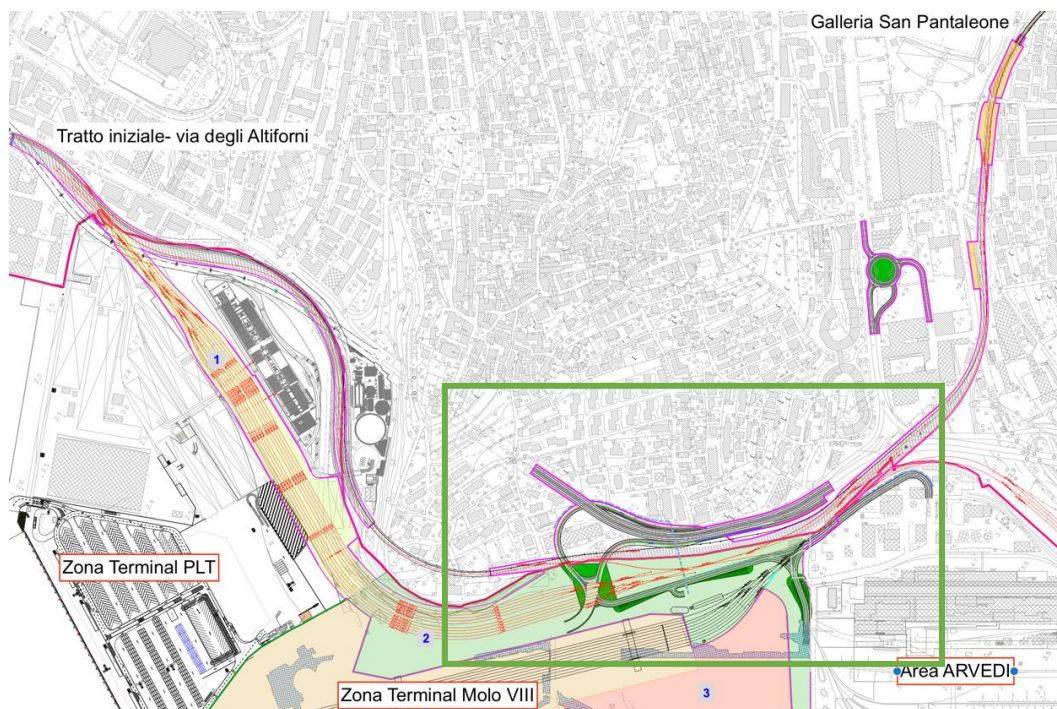 Galleria San Pantaleone
Tratto iniziale- via degli Altiforni
1
Zona Terminal PLT
2
Zona Terminal Molo VIII
3
Area ARVEDI